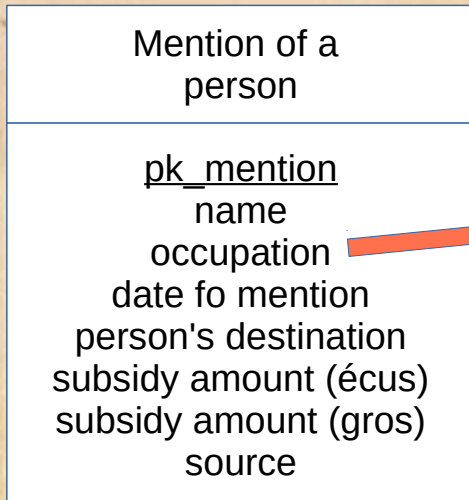 Mention of a
person
pk_mention
name
occupation
date fo mention
person's destination
subsidy amount (écus)
subsidy amount (gros)
source